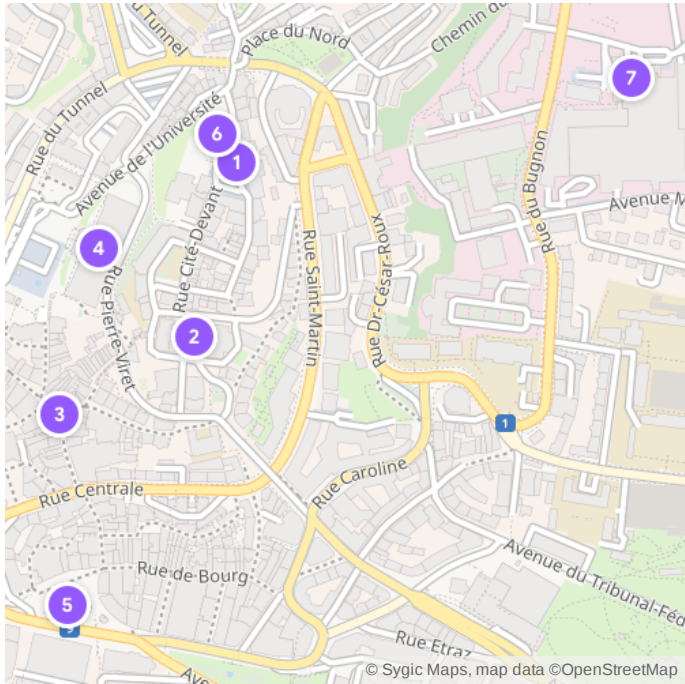 Place du Nord
Chemin du
du Tunnel
Rue du Tunnel
7
Avenue de l'Université
6
1
Rue du Bugnon
Avenue M
Rue Cité-Devant
4
Rue Saint-Martin
Rue Dr-César-Roux
Rue Pierre-Viret
2
3
1
Rue Caroline
Rue Centrale
Avenue du Tribunal-Féd
Rue de Bourg
5
9
Rue Etraz
Ave
© Sygic Maps, map data ©OpenStreetMap